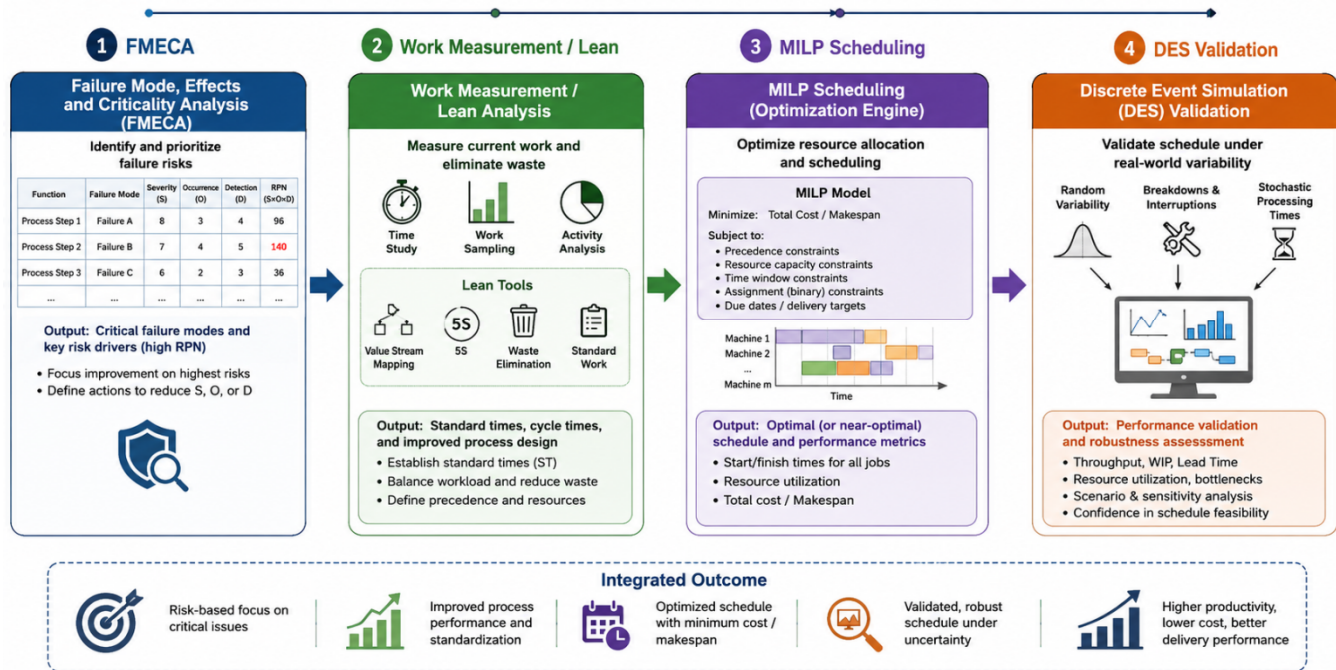 1 FMECA
Failure Mode, Effects
and Criticality Analysis
(FMECA)
Identify and prioritize
failure risks
Function Failure Mode Severity (S) Occurrence (O) Detection (D) RPN (S×O×D)
Process Step 1 Failure A 8 3 4 96
Process Step 2 Failure B 7 4 5 140
Process Step 3 Failure C 6 2 3 36
... ... ... ... ... ...
Output: Critical failure modes and
key risk drivers (high RPN)
• Focus improvement on highest risks
• Define actions to reduce S, O, or D
2 Work Measurement / Lean
Work Measurement /
Lean Analysis
Measure current work and
eliminate waste
Time
Study
Work
Sampling
Activity
Analysis
Lean Tools
Value Stream
Mapping
5S
5S
Waste
Elimination
Standard
Work
Output: Standard times, cycle times,
and improved process design
• Establish standard times (ST)
• Balance workload and reduce waste
• Define precedence and resources
3 MILP Scheduling
MILP Scheduling
(Optimization Engine)
Optimize resource allocation
and scheduling
MILP Model
Minimize: Total Cost / Makespan
Subject to:
• Precedence constraints
• Resource capacity constraints
• Time window constraints
• Assignment (binary) constraints
• Due dates / delivery targets
Machine 1
Machine 2
...
Machine m
Time
Output: Optimal (or near-optimal)
schedule and performance metrics
• Start/finish times for all jobs
• Resource utilization
• Total cost / Makespan
4 DES Validation
Discrete Event Simulation
(DES) Validation
Validate schedule under
real-world variability
Random
Variability
Breakdowns &
Interruptions
Stochastic
Processing
Times
Output: Performance validation
and robustness assesssment
• Throughput, WIP, Lead Time
• Resource utilization, bottlenecks
• Scenario & sensitivity analysis
• Confidence in schedule feasibility
Integrated Outcome
Risk-based focus on
critical issues
Improved process
performance and
standardization
Optimized schedule
with minimum cost /
makespan
Validated, robust
schedule under
uncertainty
Higher productivity,
lower cost, better
delivery performance